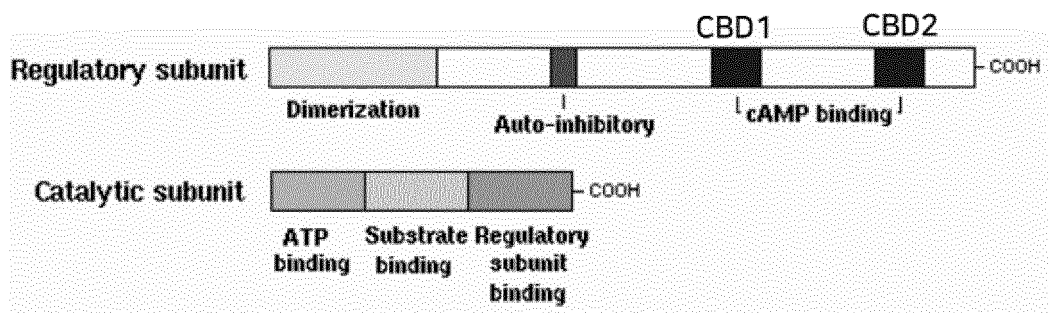 CBD1 CBD2
Regulatory subunit
COOH
Dimerization
Auto-inhibitory
cAMP binding
Catalytic subunit
COOH
ATP
binding
Substrate
binding
Regulatory
subunit
binding